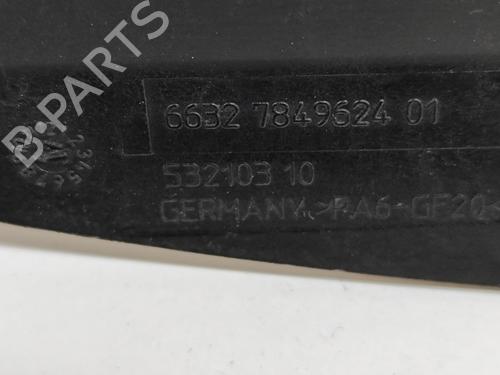 6632 7849624 01
532103 10
GERMANY >PA6-GF20<
B-PARTS